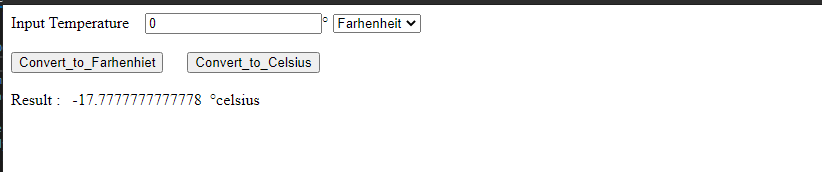 Input Temperature 0 ° Farhenheit
Convert_to_Farhenhiet Convert_to_Celsius
Result : -17.7777777777778 °celsius